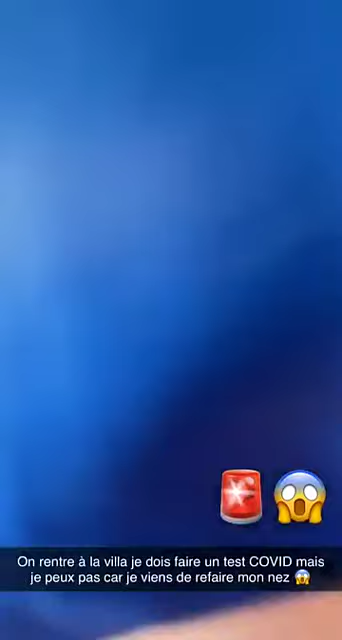 On rentre à la villa je dois faire un test COVID mais
je peux pas car je viens de refaire mon nez 😱